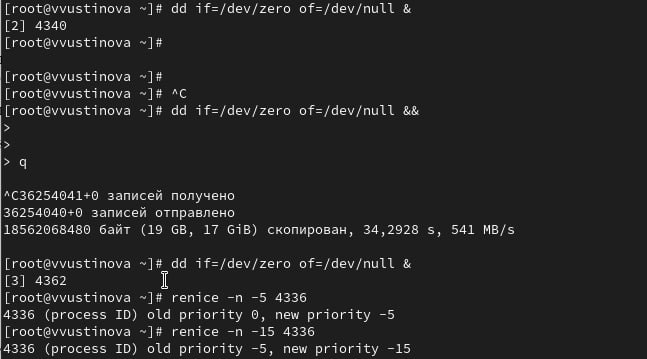 [root@vvustinova ~]# dd if=/dev/zero of=/dev/null &
[2] 4340
[root@vvustinova ~]#
[root@vvustinova ~]#
[root@vvustinova ~]# ^C
[root@vvustinova ~]# dd if=/dev/zero of=/dev/null &&
>
>
> q
^C36254041+0 записей получено
36254040+0 записей отправлено
18562068480 байт (19 GB, 17 GiB) скопирован, 34,2928 s, 541 MB/s
[root@vvustinova ~]# dd if=/dev/zero of=/dev/null &
[3] 4362
[root@vvustinova ~]# renice -n -5 4336
4336 (process ID) old priority 0, new priority -5
[root@vvustinova ~]# renice -n -15 4336
4336 (process ID) old priority -5, new priority -15